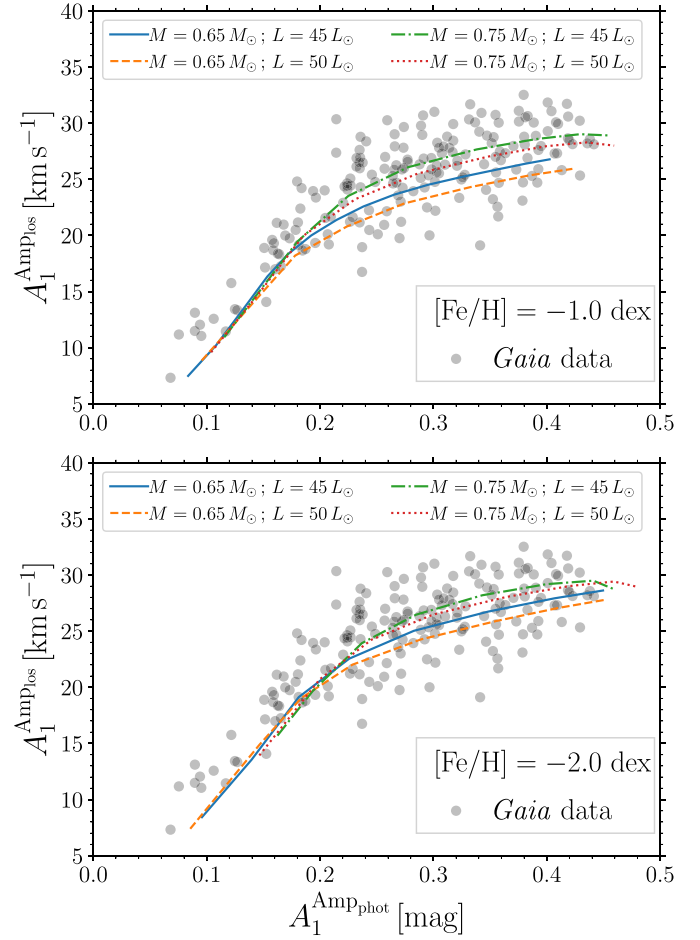 40
35
30
25
20
15
10
5
A₁^{Amp_los} [km s⁻¹]
M = 0.65 M⊙ ; L = 45 L⊙
M = 0.65 M⊙ ; L = 50 L⊙
M = 0.75 M⊙ ; L = 45 L⊙
M = 0.75 M⊙ ; L = 50 L⊙
[Fe/H] = −1.0 dex
Gaia data
0.0 0.1 0.2 0.3 0.4 0.5
40
35
30
25
20
15
10
5
A₁^{Amp_los} [km s⁻¹]
M = 0.65 M⊙ ; L = 45 L⊙
M = 0.65 M⊙ ; L = 50 L⊙
M = 0.75 M⊙ ; L = 45 L⊙
M = 0.75 M⊙ ; L = 50 L⊙
[Fe/H] = −2.0 dex
Gaia data
0.0 0.1 0.2 0.3 0.4 0.5
A₁^{Amp_phot} [mag]